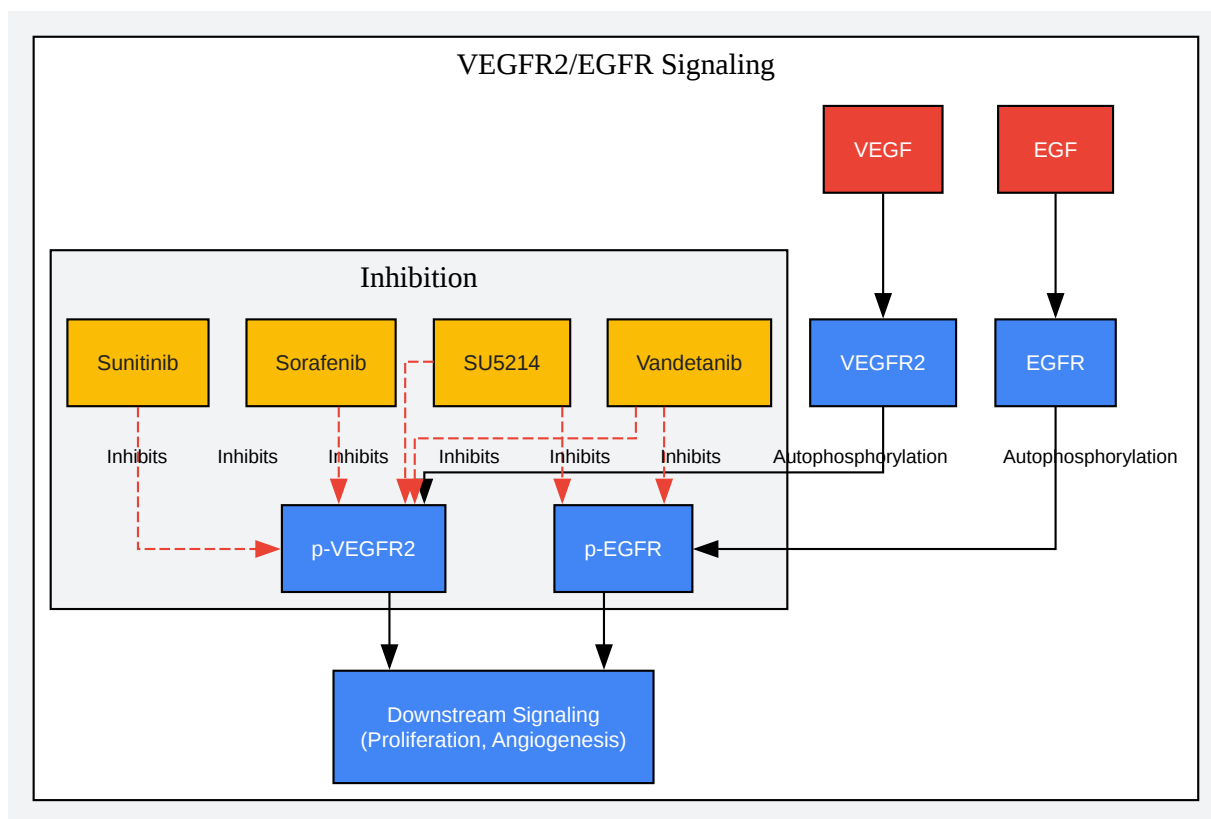 VEGFR2/EGFR Signaling
VEGF
EGF
Inhibition
Sunitinib
Sorafenib
SU5214
Vandetanib
VEGFR2
EGFR
Inhibits
Inhibits
Inhibits
Inhibits
Inhibits
Inhibits
Autophosphorylation
Autophosphorylation
p-VEGFR2
p-EGFR
Downstream Signaling
(Proliferation, Angiogenesis)